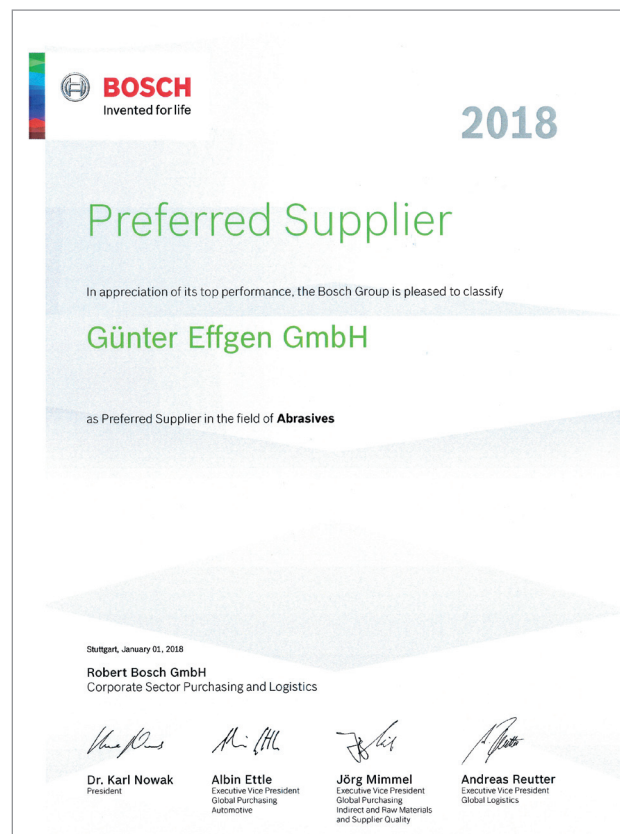 BOSCH
Invented for life
2018
Preferred Supplier
In appreciation of its top performance, the Bosch Group is pleased to classify
Günter Effgen GmbH
as Preferred Supplier in the field of Abrasives
Stuttgart, January 01, 2018
Robert Bosch GmbH
Corporate Sector Purchasing and Logistics
Dr. Karl Nowak
President
Albin Ettle
Executive Vice President
Global Purchasing
Automotive
Jörg Mimmel
Executive Vice President
Global Purchasing
Indirect and Raw Materials
and Supplier Quality
Andreas Reutter
Executive Vice President
Global Logistics